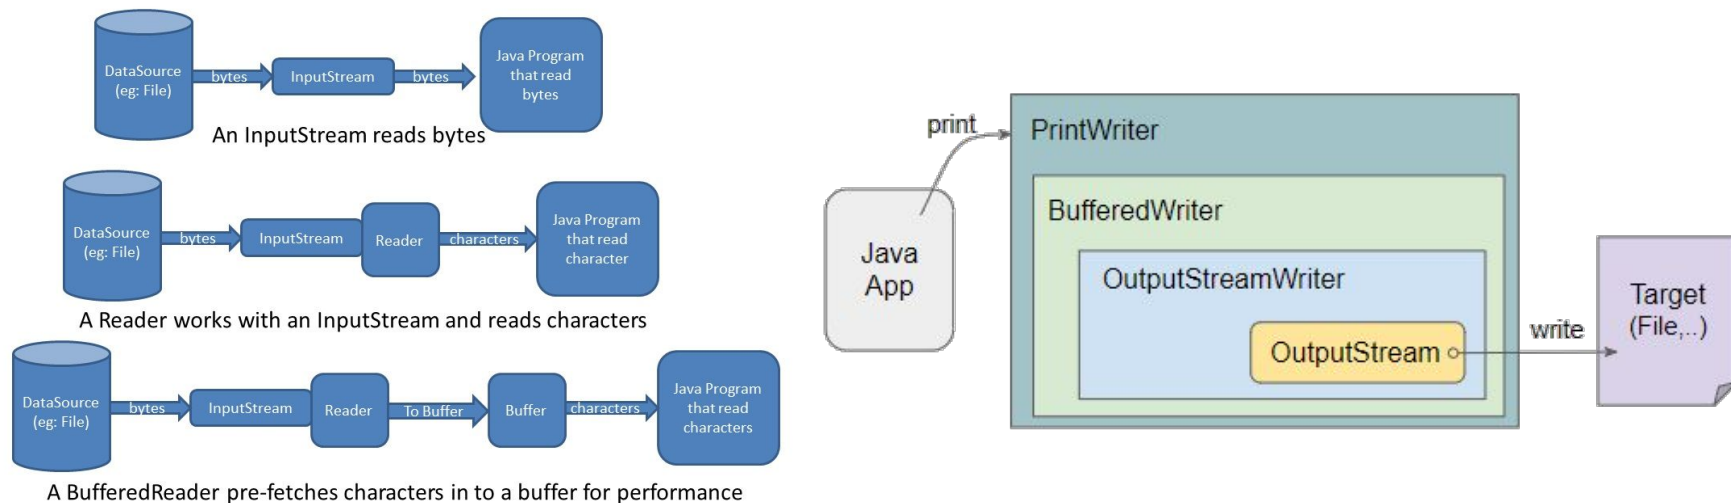 DataSource
(eg: File)
bytes
InputStream
bytes
Java Program
that read
bytes
An InputStream reads bytes
DataSource
(eg: File)
bytes
InputStream
Reader
characters
Java Program
that read
character
A Reader works with an InputStream and reads characters
DataSource
(eg: File)
bytes
InputStream
Reader
To Buffer
Buffer
characters
Java Program
that read
characters
A BufferedReader pre-fetches characters in to a buffer for performance
print
Java
App
PrintWriter
BufferedWriter
OutputStreamWriter
OutputStream
write
Target
(File,..)